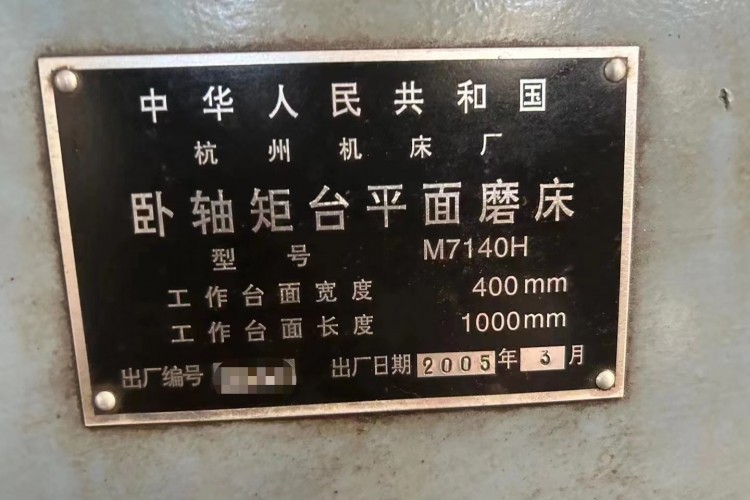 中华人民共和国
杭州机床厂
卧轴矩台平面磨床
型号 M7140H
工作台面宽度 400mm
工作台面长度 1000mm
出厂编号 出厂日期 2005年 3月